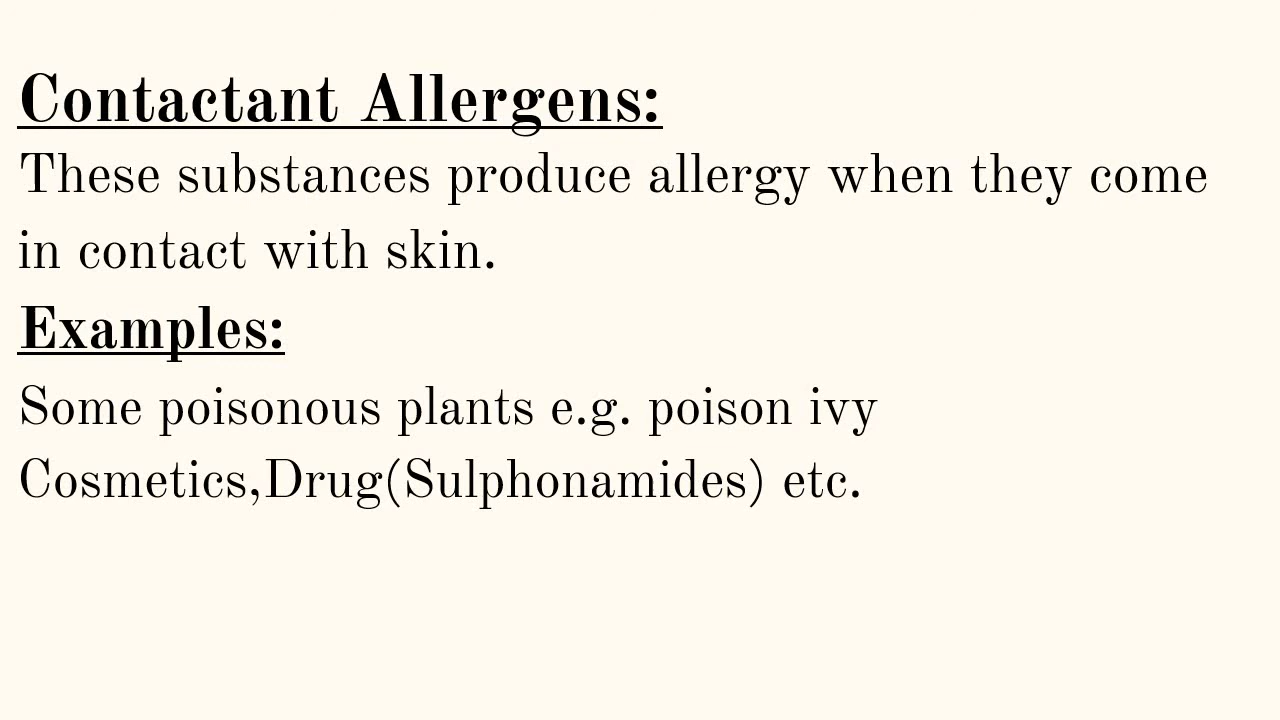 Contactant Allergens:
These substances produce allergy when they come
in contact with skin.
Examples:
Some poisonous plants e.g. poison ivy
Cosmetics,Drug(Sulphonamides) etc.